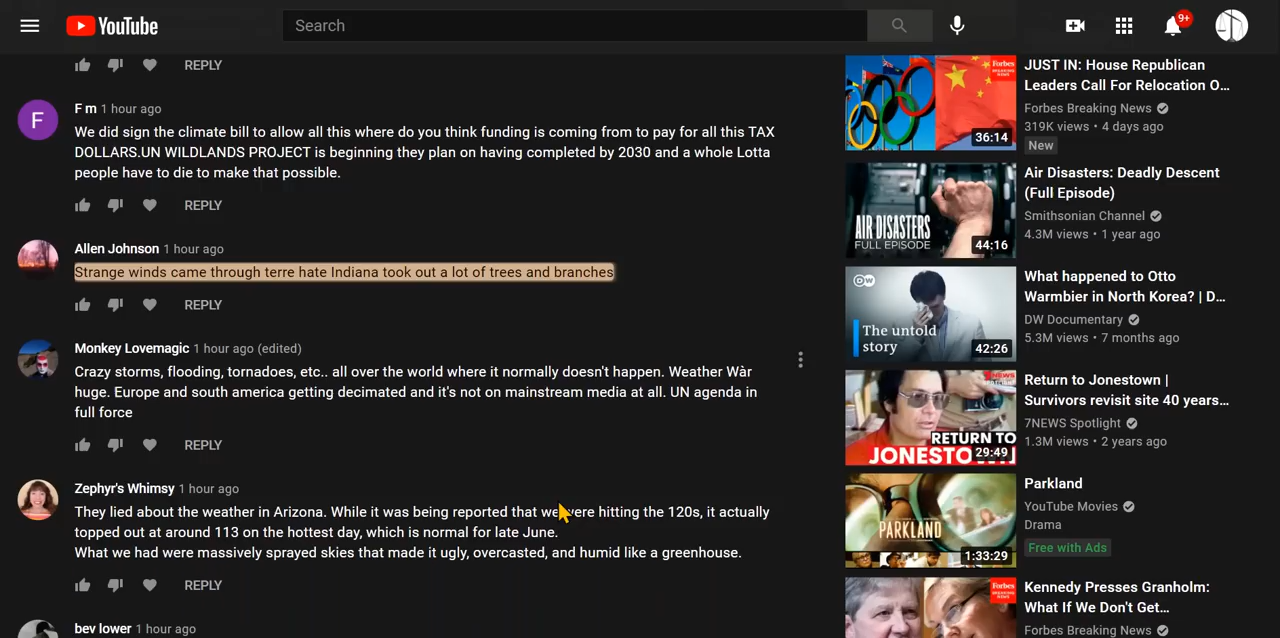 YouTube
Search
9+
REPLY
F
F m 1 hour ago
We did sign the climate bill to allow all this where do you think funding is coming from to pay for all this TAX
DOLLARS.UN WILDLANDS PROJECT is beginning they plan on having completed by 2030 and a whole Lotta
people have to die to make that possible.
REPLY
Allen Johnson 1 hour ago
Strange winds came through terre hate Indiana took out a lot of trees and branches
REPLY
Monkey Lovemagic 1 hour ago (edited)
Crazy storms, flooding, tornadoes, etc.. all over the world where it normally doesn't happen. Weather Wàr
huge. Europe and south america getting decimated and it's not on mainstream media at all. UN agenda in
full force
REPLY
Zephyr's Whimsy 1 hour ago
They lied about the weather in Arizona. While it was being reported that we were hitting the 120s, it actually
topped out at around 113 on the hottest day, which is normal for late June.
What we had were massively sprayed skies that made it ugly, overcasted, and humid like a greenhouse.
REPLY
bev lower 1 hour ago
Forbes
BREAKING
NEWS
36:14
JUST IN: House Republican
Leaders Call For Relocation O...
Forbes Breaking News
319K views • 4 days ago
New
AIR DISASTERS
FULL EPISODE
44:16
Air Disasters: Deadly Descent
(Full Episode)
Smithsonian Channel
4.3M views • 1 year ago
DW
The untold
story
42:26
What happened to Otto
Warmbier in North Korea? | D...
DW Documentary
5.3M views • 7 months ago
7NEWS
RETURN TO
JONESTOWN
29:49
Return to Jonestown |
Survivors revisit site 40 years...
7NEWS Spotlight
1.3M views • 2 years ago
PARKLAND
1:33:29
Parkland
YouTube Movies
Drama
Free with Ads
Forbes
BREAKING
NEWS
Kennedy Presses Granholm:
What If We Don't Get...
Forbes Breaking News